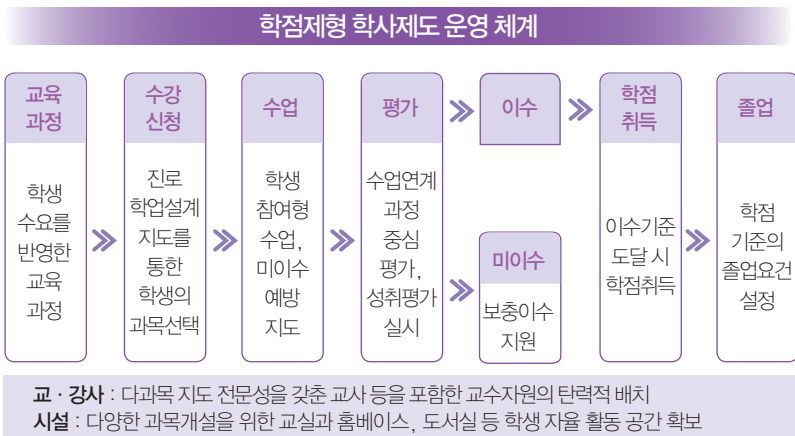 학점제형 학사제도 운영 체계
교육
과정
학생
수요를
반영한
교육
과정
수강
신청
진로
학업설계
지도를
통한
학생의
과목선택
수업
학생
참여형
수업,
미이수
예방
지도
평가
수업연계
과정
중심
평가,
성취평가
실시
이수
미이수
보충이수
지원
학점
취득
이수기준
도달 시
학점취득
졸업
학점
기준의
졸업요건
설정
교 · 강사 : 다과목 지도 전문성을 갖춘 교사 등을 포함한 교수자원의 탄력적 배치
시설 : 다양한 과목개설을 위한 교실과 홈베이스, 도서실 등 학생 자율 활동 공간 확보